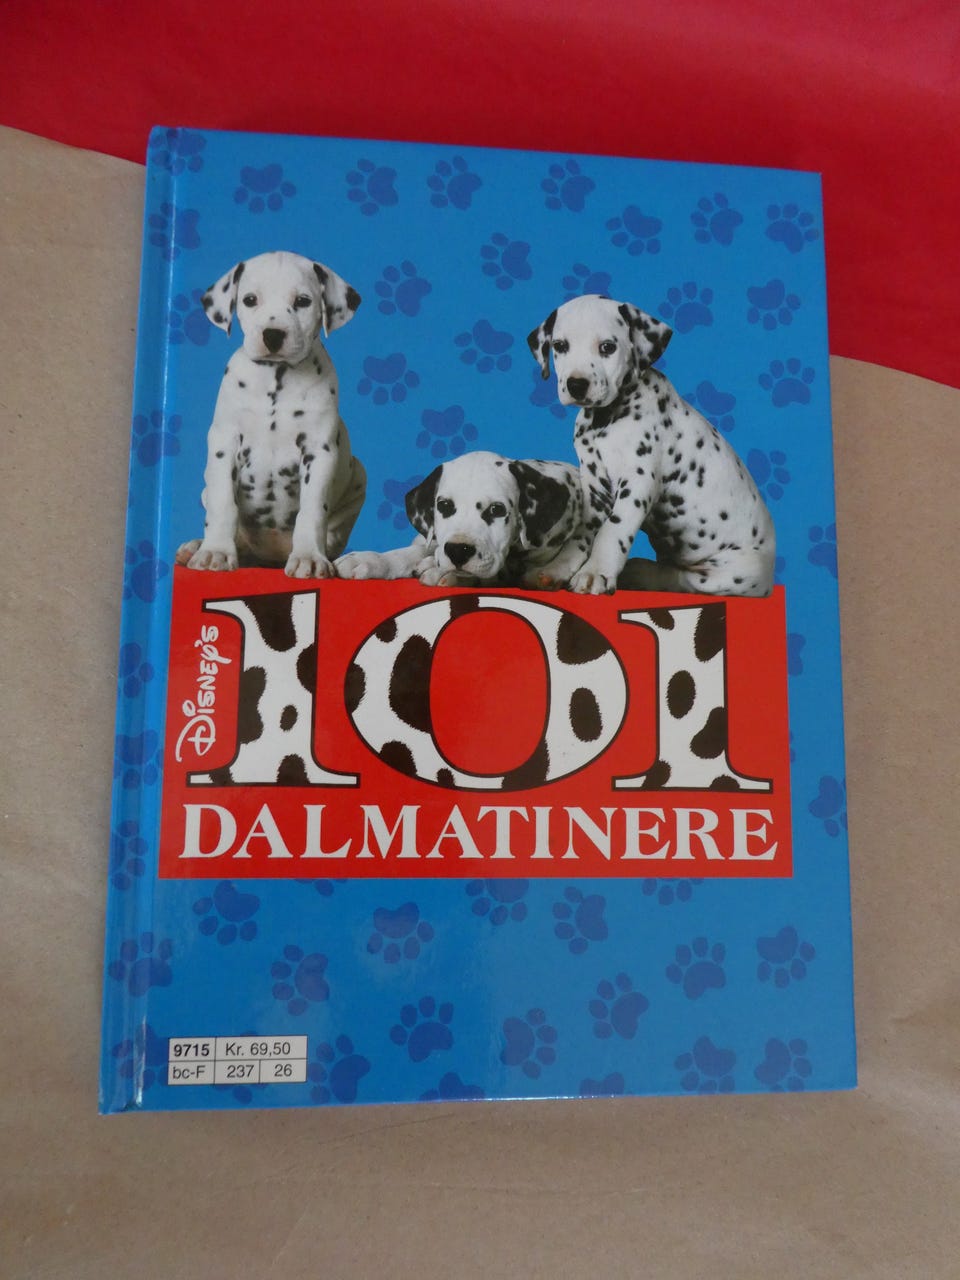 DISNEY'S
101
DALMATINERE
9715 Kr. 69,50
bc-F 237 26